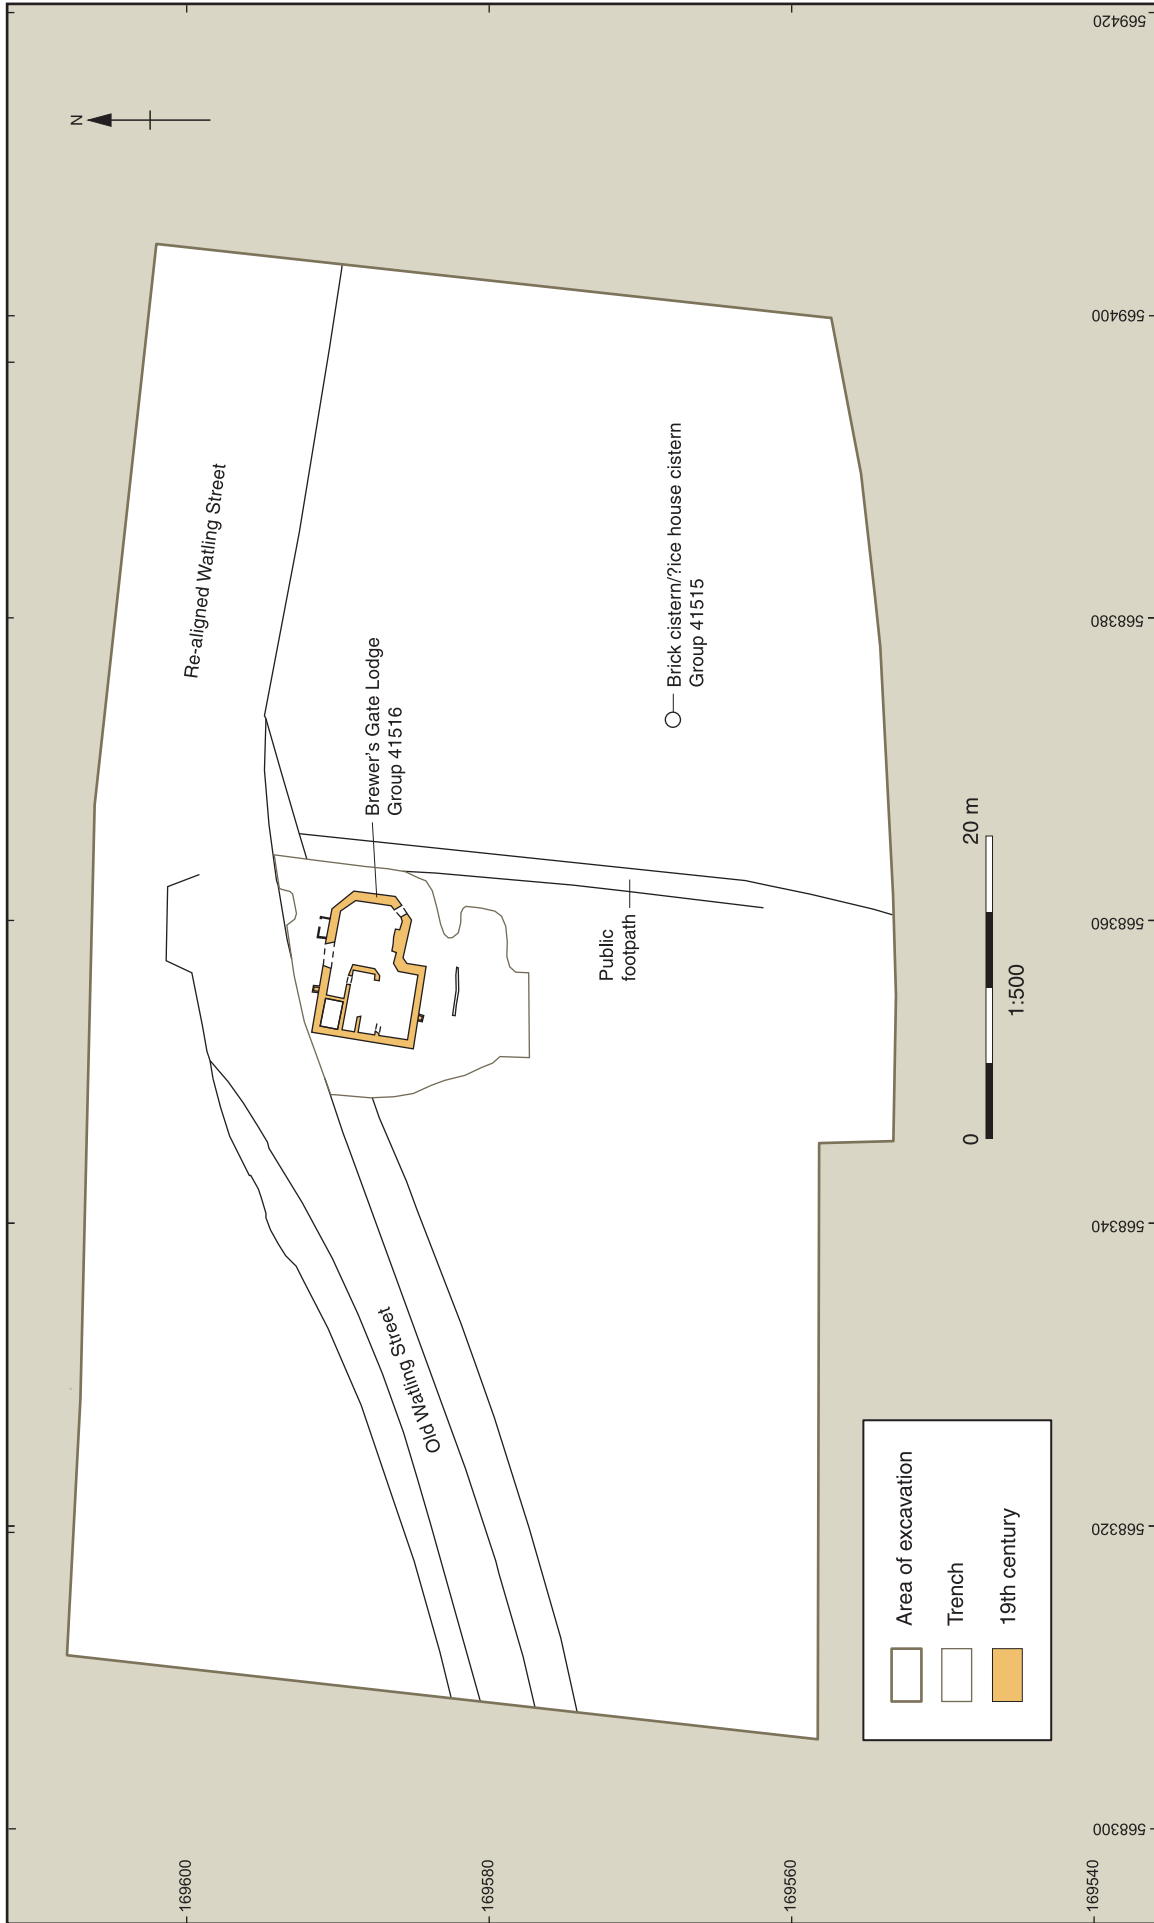 N
Re-aligned Watling Street
Brewer's Gate Lodge
Group 41516
Brick cistern/?ice house cistern
Group 41515
Public
footpath
Old Watling Street
0
20 m
1:500
Area of excavation
Trench
19th century
169600
169580
169560
169540
568300
568320
568340
568360
568380
569400
569420